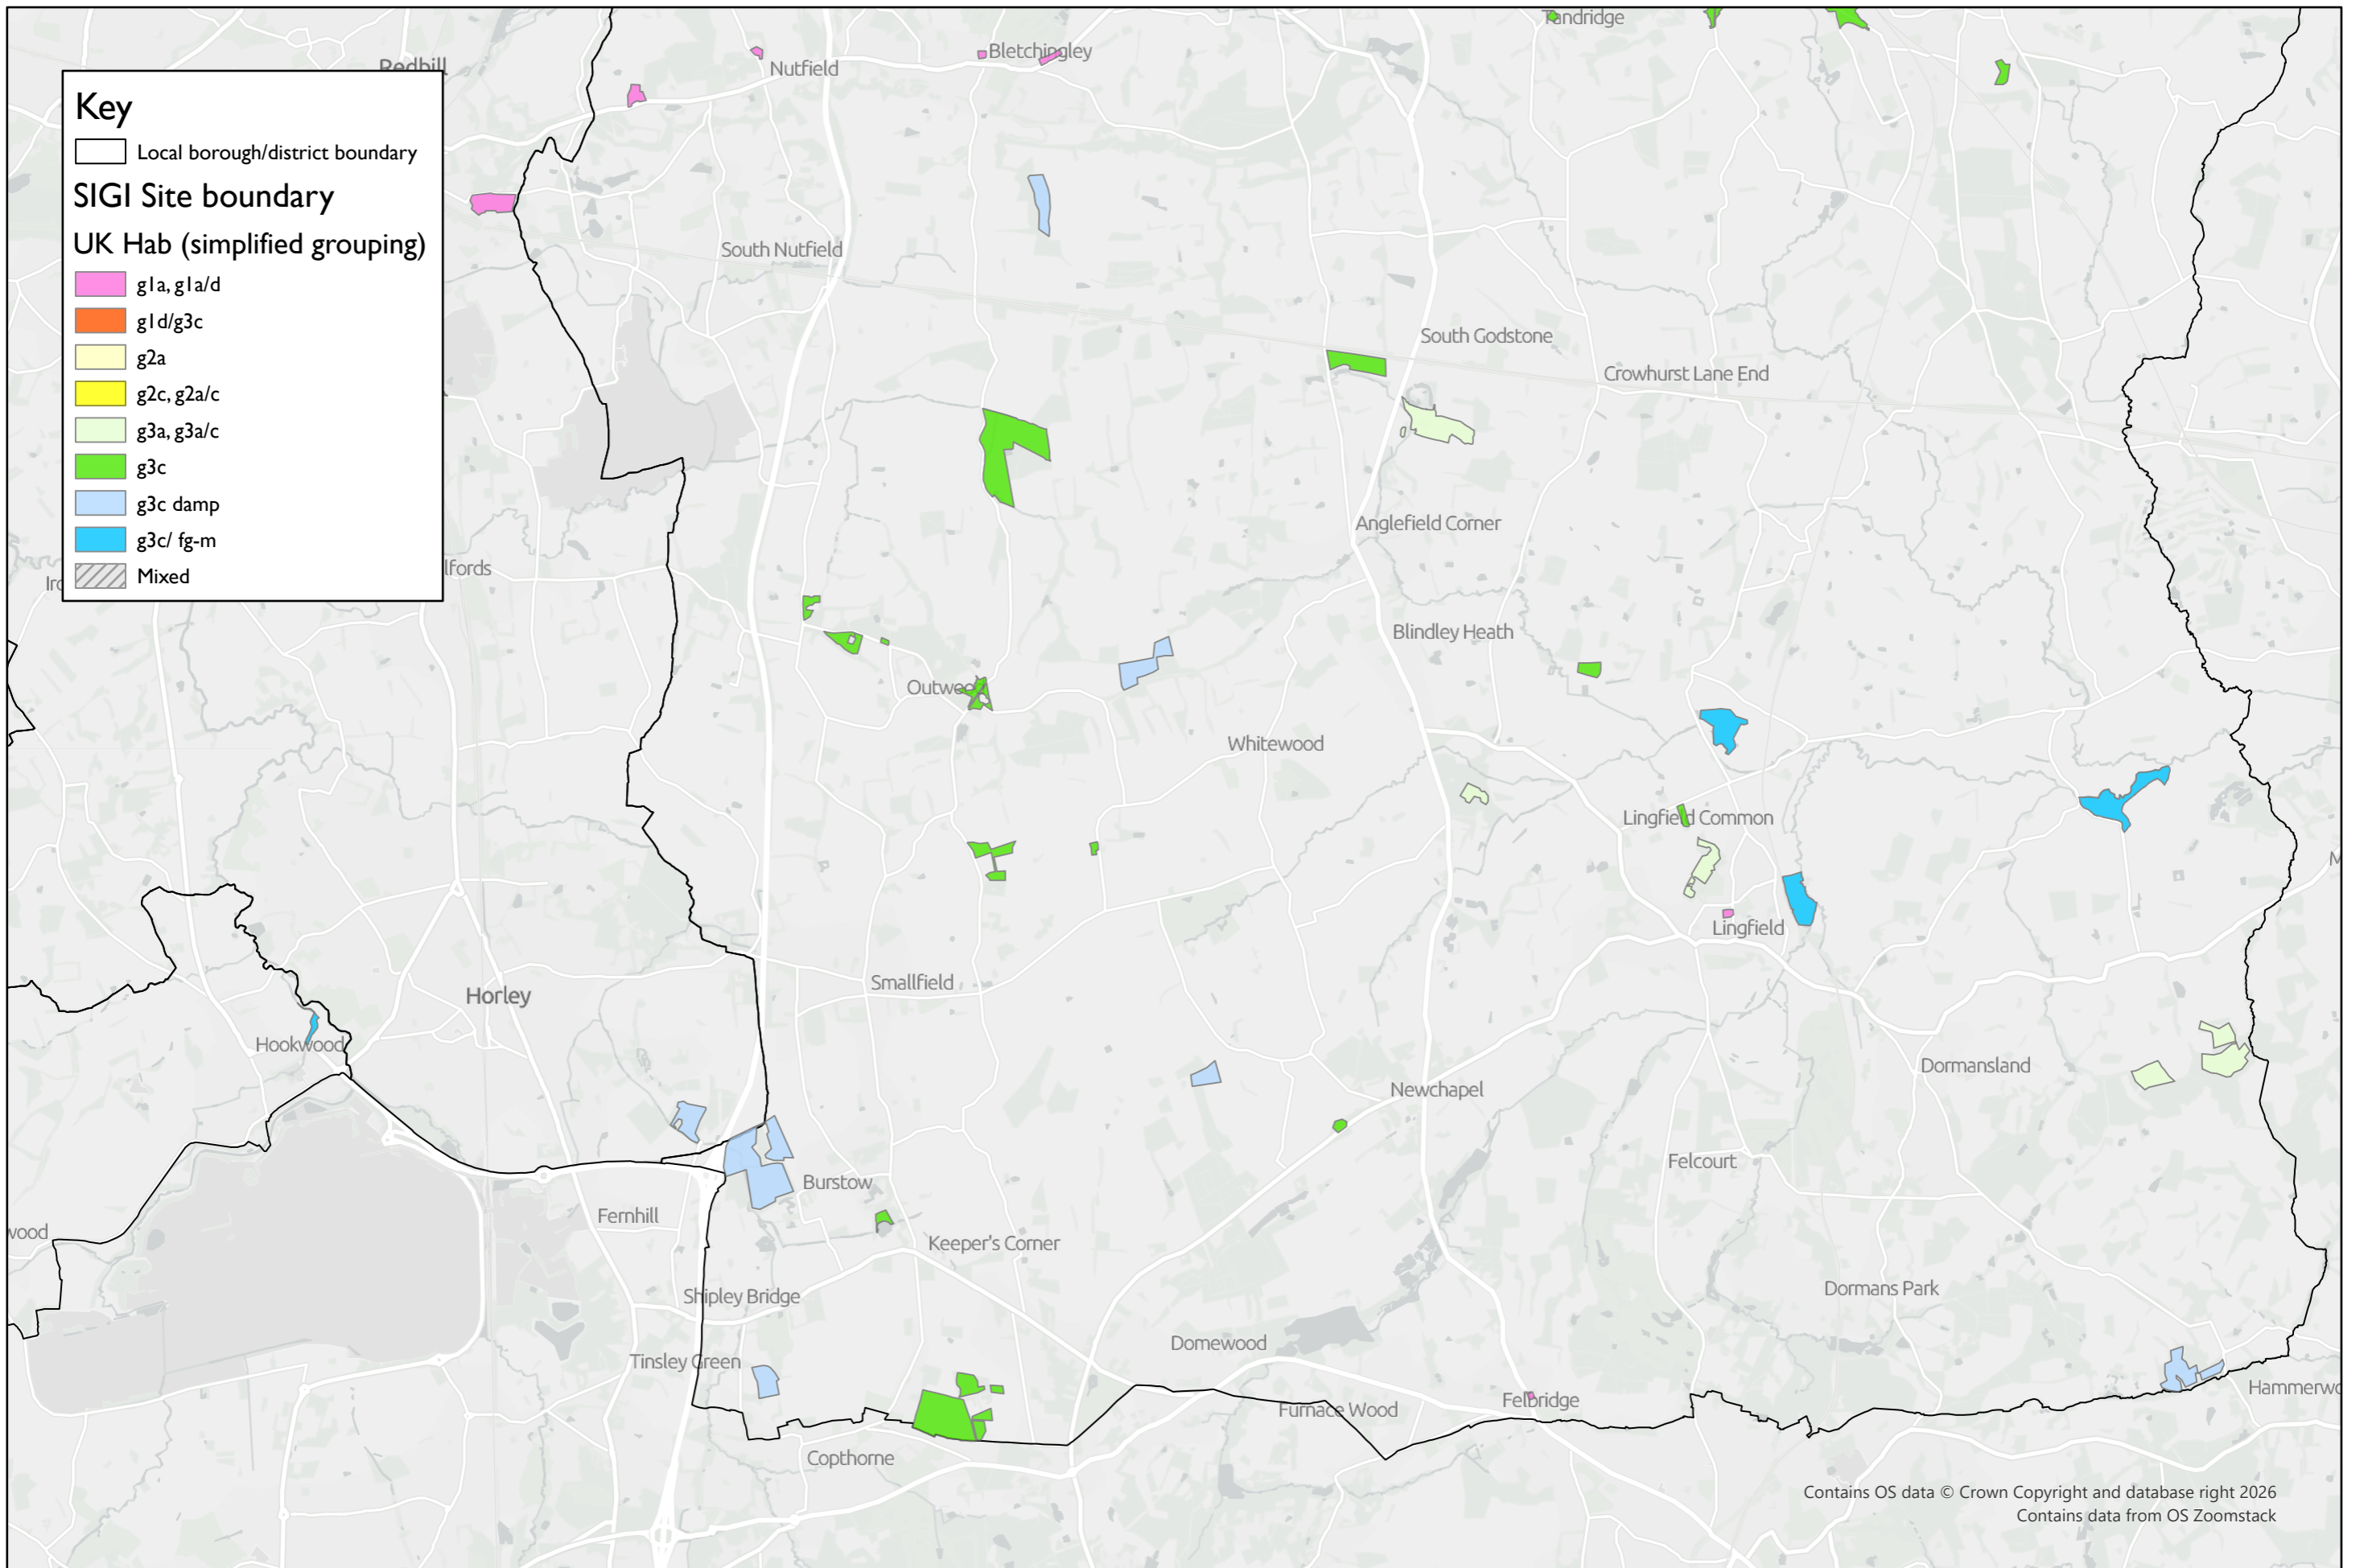 Tandridge
Bletchingley
Redhill
Nutfield
Key
Local borough/district boundary
SIGI Site boundary
UK Hab (simplified grouping)
g1a, g1a/d
g1d/g3c
g2a
g2c, g2a/c
g3a, g3a/c
g3c
g3c damp
g3c/ fg-m
Mixed
South Nutfield
South Godstone
Crowhurst Lane End
Anglefield Corner
lfords
Blindley Heath
Outwood
Whitewood
Lingfield Common
Lingfield
Smallfield
Horley
Hookwood
Dormansland
Newchapel
Felcourt
Burstow
Fernhill
wood
Keeper's Corner
Dormans Park
Shipley Bridge
Domewood
Tinsley Green
Hammerwo
Felbridge
Furnace Wood
Copthorne
Contains OS data © Crown Copyright and database right 2026
Contains data from OS Zoomstack